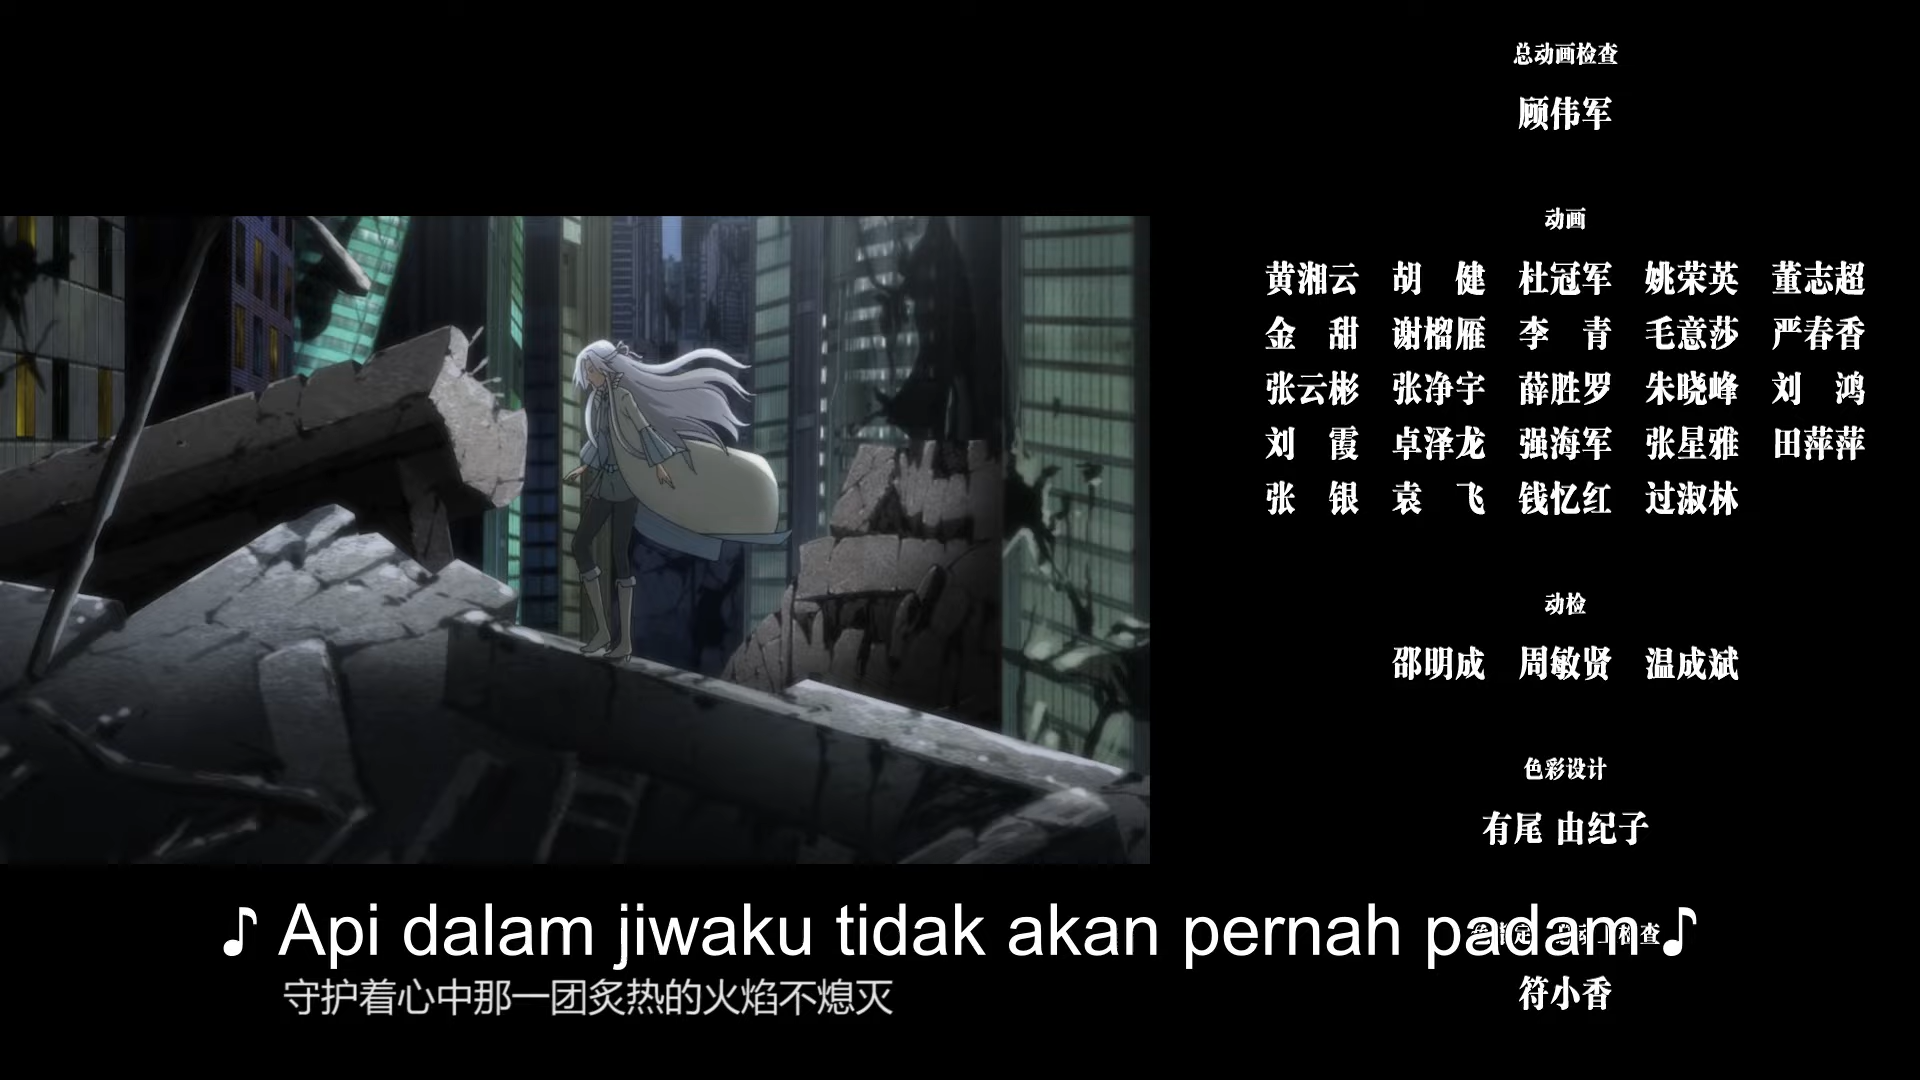 总动画检查
顾伟军
动画
黄湘云 胡 健 杜冠军 姚荣英 董志超
金 甜 谢榴雁 李 青 毛意莎 严春香
张云彬 张净宇 薛胜罗 朱晓峰 刘 鸿
刘 霞 卓泽龙 强海军 张星雅 田萍萍
张 银 袁 飞 钱忆红 过淑林
动检
邵明成 周敏贤 温成斌
色彩设计
有尾 由纪子
♪ Api dalam jiwaku tidak akan pernah padam ♪
守护着心中那一团炙热的火焰不熄灭
符小香